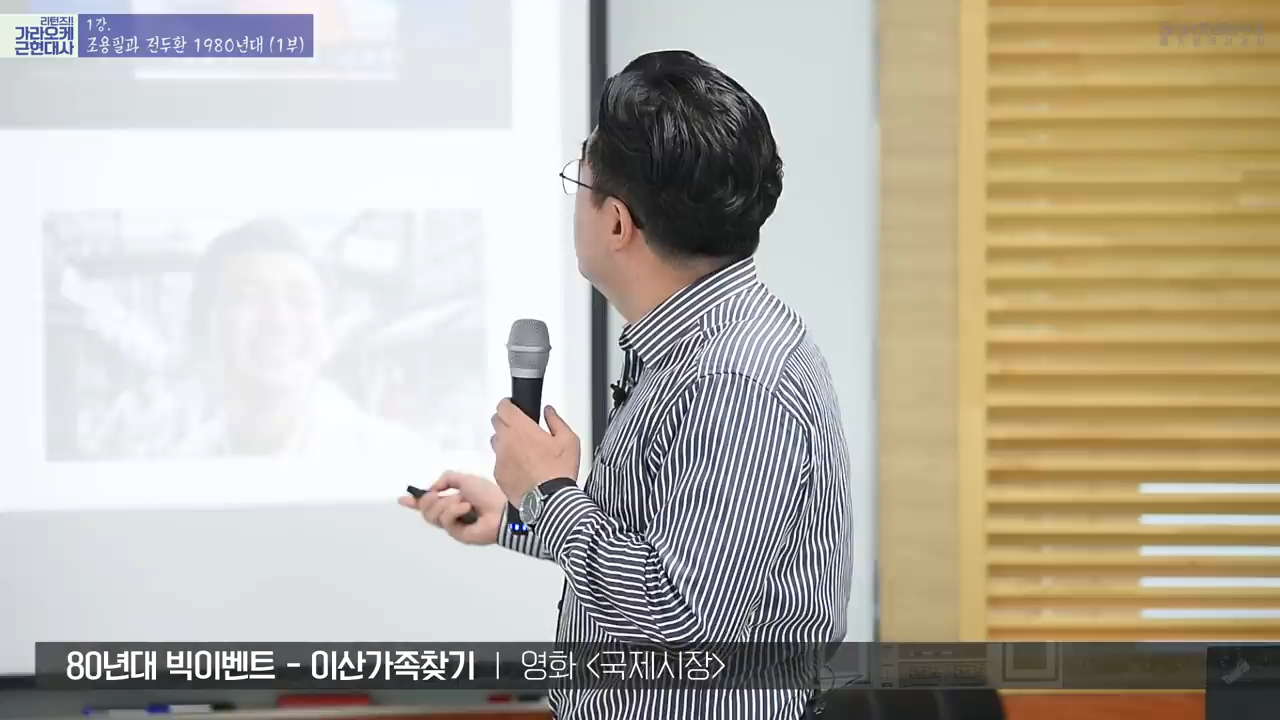 리턴즈!!
가라오케
근현대사
1강.
조용필과 전두환 1980년대 (1부)
80년대 빅이벤트 - 이산가족찾기 | 영화 <국제시장>